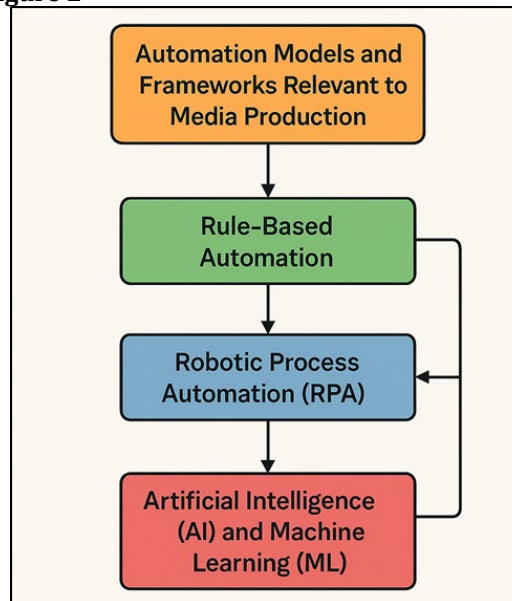 Automation Models and
Frameworks Relevant to
Media Production
Rule-Based
Automation
Robotic Process
Automation (RPA)
Artificial Intelligence
(AI) and Machine
Learning (ML)